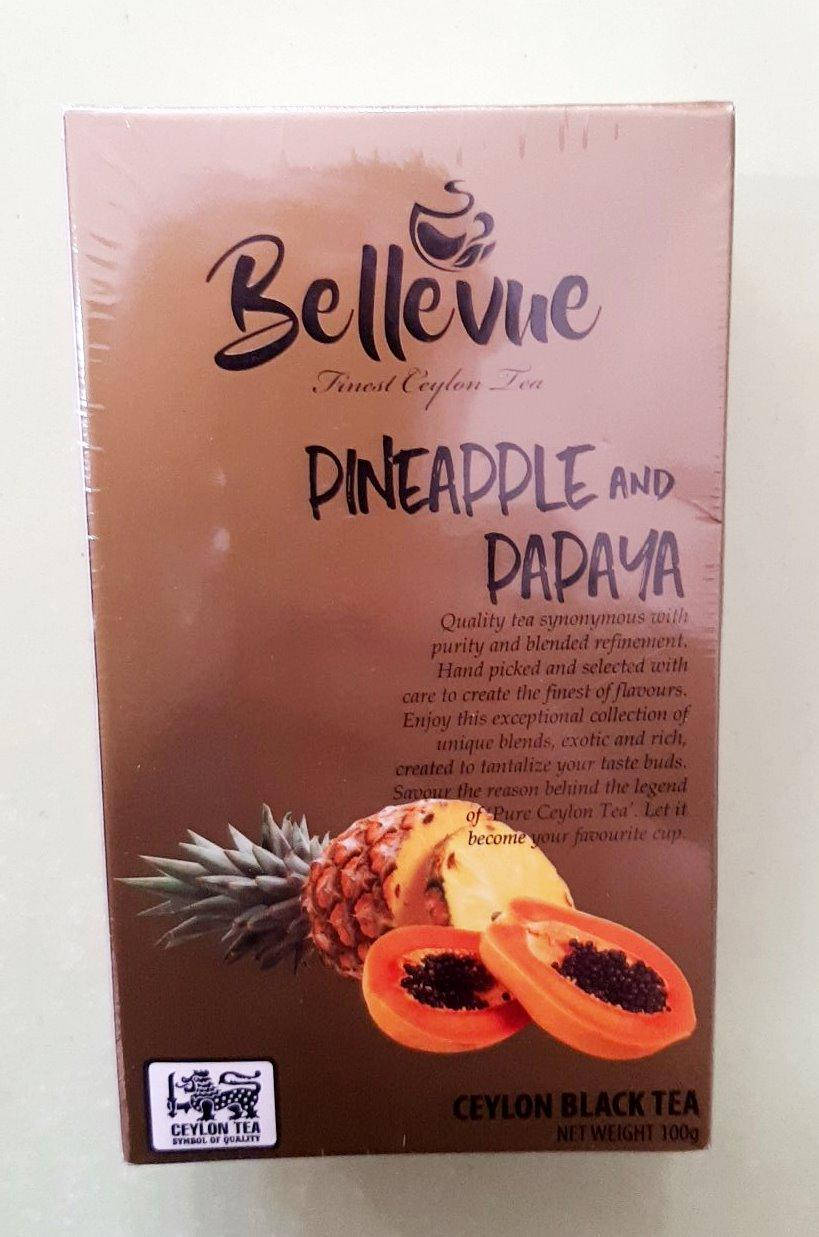 Bellevue
Finest Ceylon Tea
PINEAPPLE AND
PAPAYA
Quality tea synonymous with
purity and blended refinement.
Hand picked and selected with
care to create the finest of flavours.
Enjoy this exceptional collection of
unique blends, exotic and rich,
created to tantalize your taste buds.
Savour the reason behind the legend
of 'Pure Ceylon Tea'. Let it
become your favourite cup.
CEYLON TEA
SYMBOL OF QUALITY
CEYLON BLACK TEA
NET WEIGHT 100g